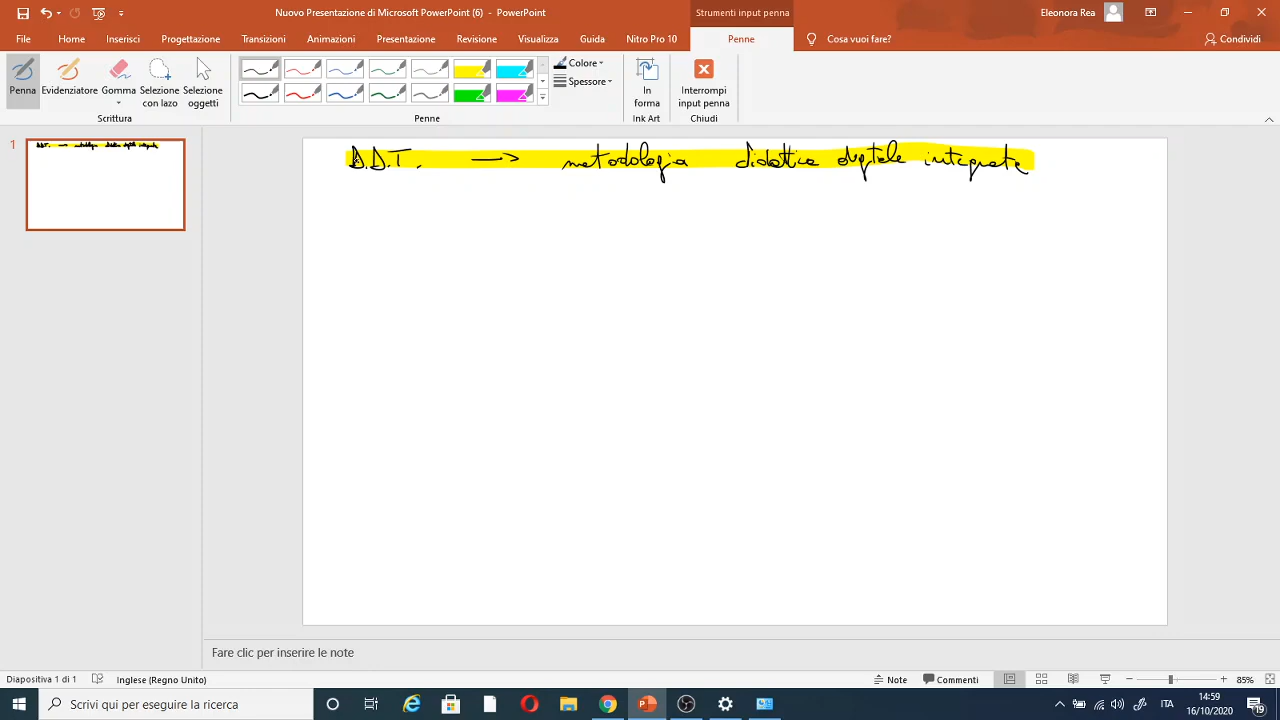 Nuovo Presentazione di Microsoft PowerPoint (6) - PowerPoint
Strumenti input penna
Eleonora Rea
File Home Inserisci Progettazione Transizioni Animazioni Presentazione Revisione Visualizza Guida Nitro Pro 10 Penne Cosa vuoi fare? Condividi
Penna Evidenziatore Gomma Selezione con lazo Selezione oggetti
Colore
Spessore
In forma
Interrompi input penna
Scrittura Penne Ink Art Chiudi
1
D.D.I. → metodologia didattica digitale integrata
Fare clic per inserire le note
Diapositiva 1 di 1 Inglese (Regno Unito) Note Commenti 85%
Scrivi qui per eseguire la ricerca
ITA
14:59
16/10/2020
19